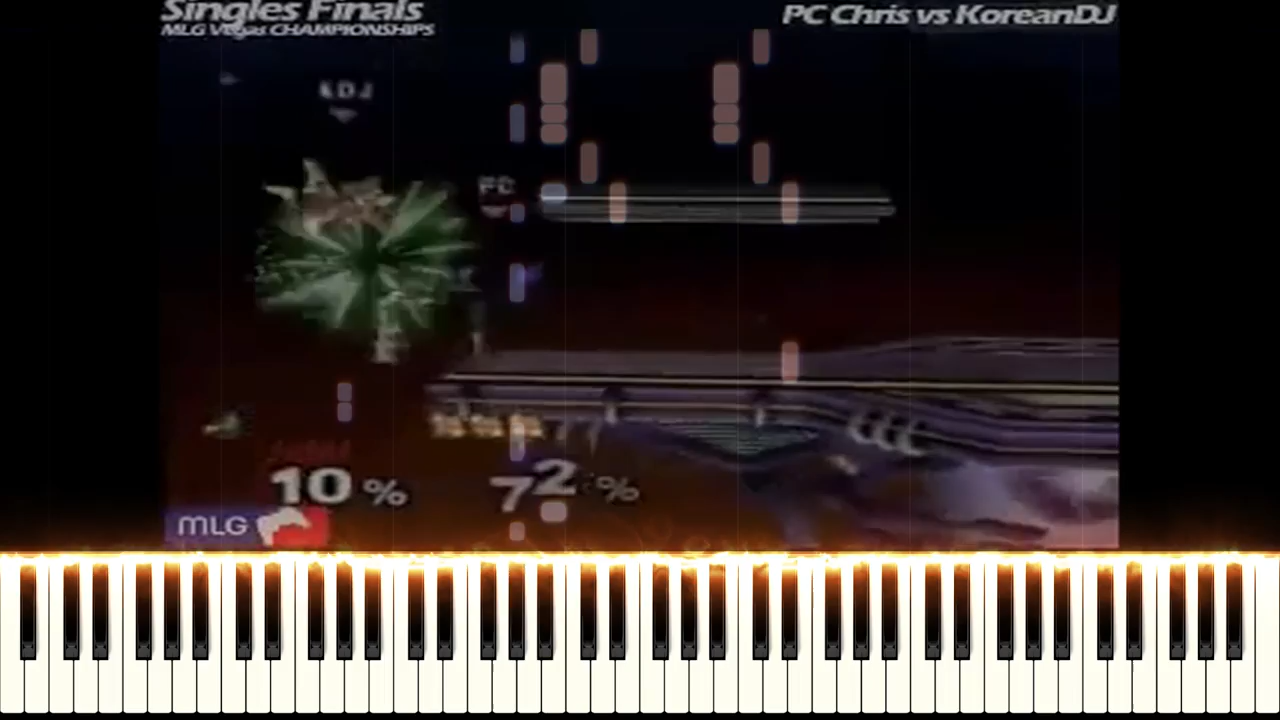 Singles Finals
MLG Vegas CHAMPIONSHIPS
PC Chris vs KoreanDJ
KDJ
PC
10%
72%
MLG